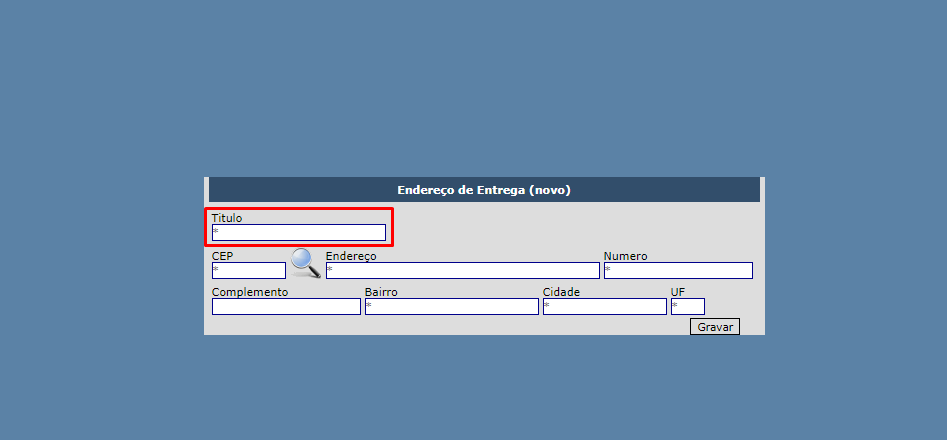 Endereço de Entrega (novo)
Titulo
*
CEP Endereço Numero
* * *
Complemento Bairro Cidade UF
* * *
Gravar